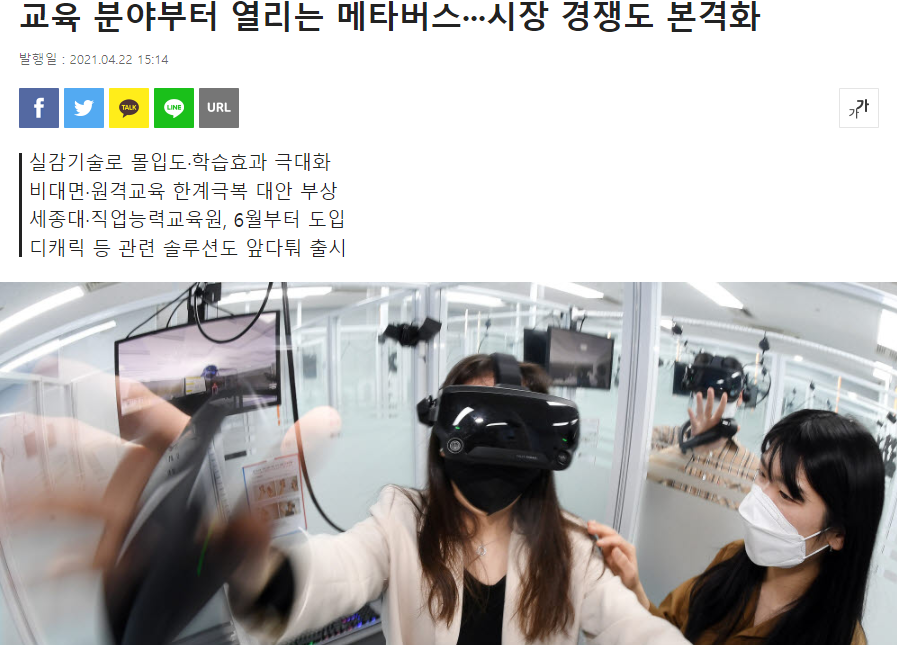 교육 분야부터 열리는 메타버스…시장 경쟁도 본격화
발행일 : 2021.04.22 15:14
f
TALK
LINE
URL
가가
실감기술로 몰입도·학습효과 극대화
비대면·원격교육 한계극복 대안 부상
세종대·직업능력교육원, 6월부터 도입
디캐릭 등 관련 솔루션도 앞다퉈 출시